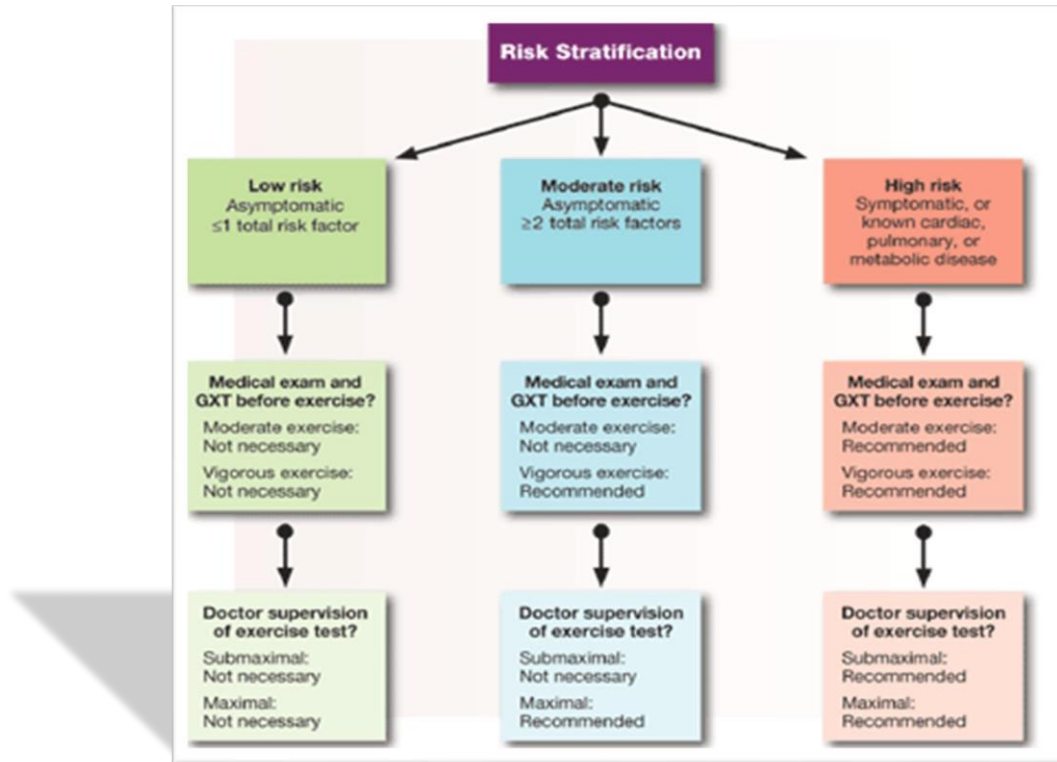 Risk Stratification
Low risk
Asymptomatic
≤1 total risk factor
Moderate risk
Asymptomatic
≥2 total risk factors
High risk
Symptomatic, or
known cardiac,
pulmonary, or
metabolic disease
Medical exam and
GXT before exercise?
Moderate exercise:
Not necessary
Vigorous exercise:
Not necessary
Medical exam and
GXT before exercise?
Moderate exercise:
Not necessary
Vigorous exercise:
Recommended
Medical exam and
GXT before exercise?
Moderate exercise:
Recommended
Vigorous exercise:
Recommended
Doctor supervision
of exercise test?
Submaximal:
Not necessary
Maximal:
Not necessary
Doctor supervision
of exercise test?
Submaximal:
Not necessary
Maximal:
Recommended
Doctor supervision
of exercise test?
Submaximal:
Recommended
Maximal:
Recommended